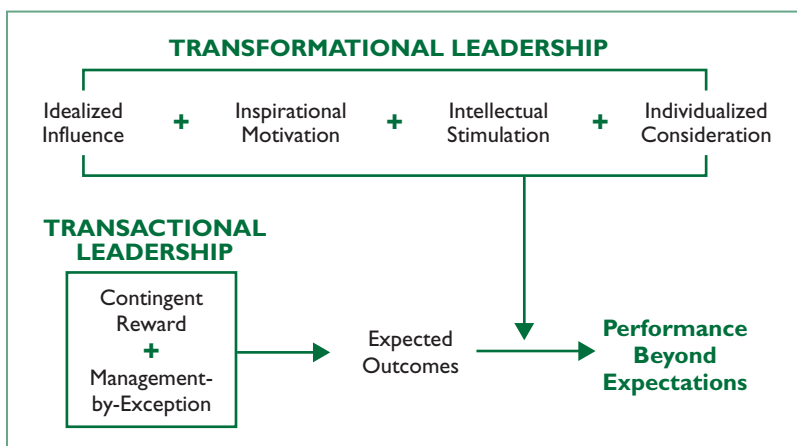 TRANSFORMATIONAL LEADERSHIP
Idealized
Influence
+
Inspirational
Motivation
+
Intellectual
Stimulation
+
Individualized
Consideration
TRANSACTIONAL
LEADERSHIP
Contingent
Reward
+
Management-
by-Exception
Expected
Outcomes
Performance
Beyond
Expectations